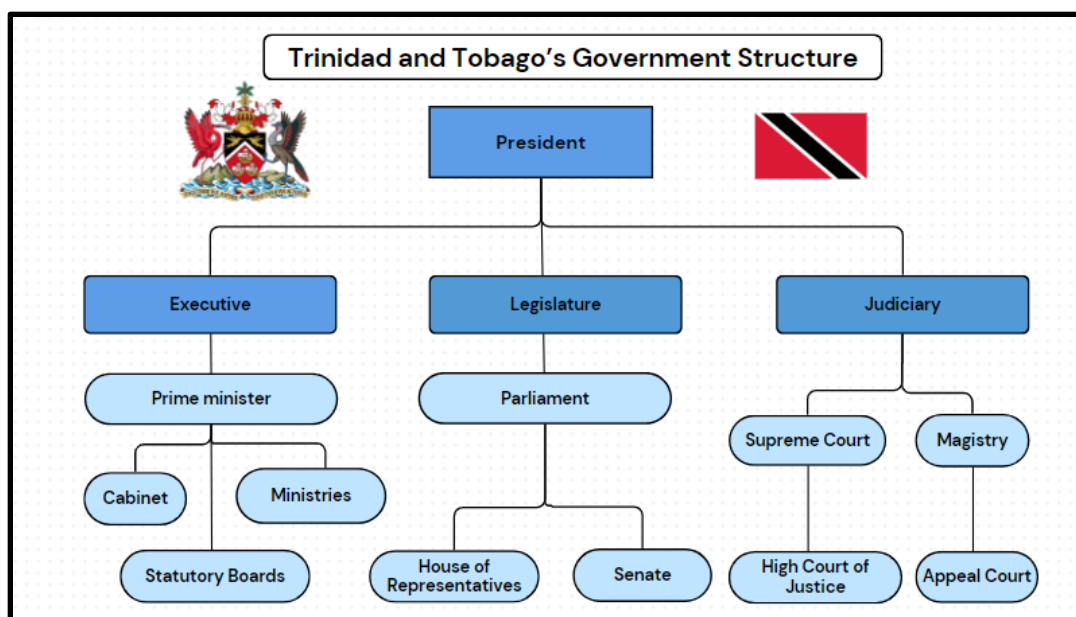 Trinidad and Tobago's Government Structure
President
Executive
Legislature
Judiciary
Prime minister
Parliament
Supreme Court
Magistry
Cabinet
Ministries
Statutory Boards
House of
Representatives
Senate
High Court of
Justice
Appeal Court